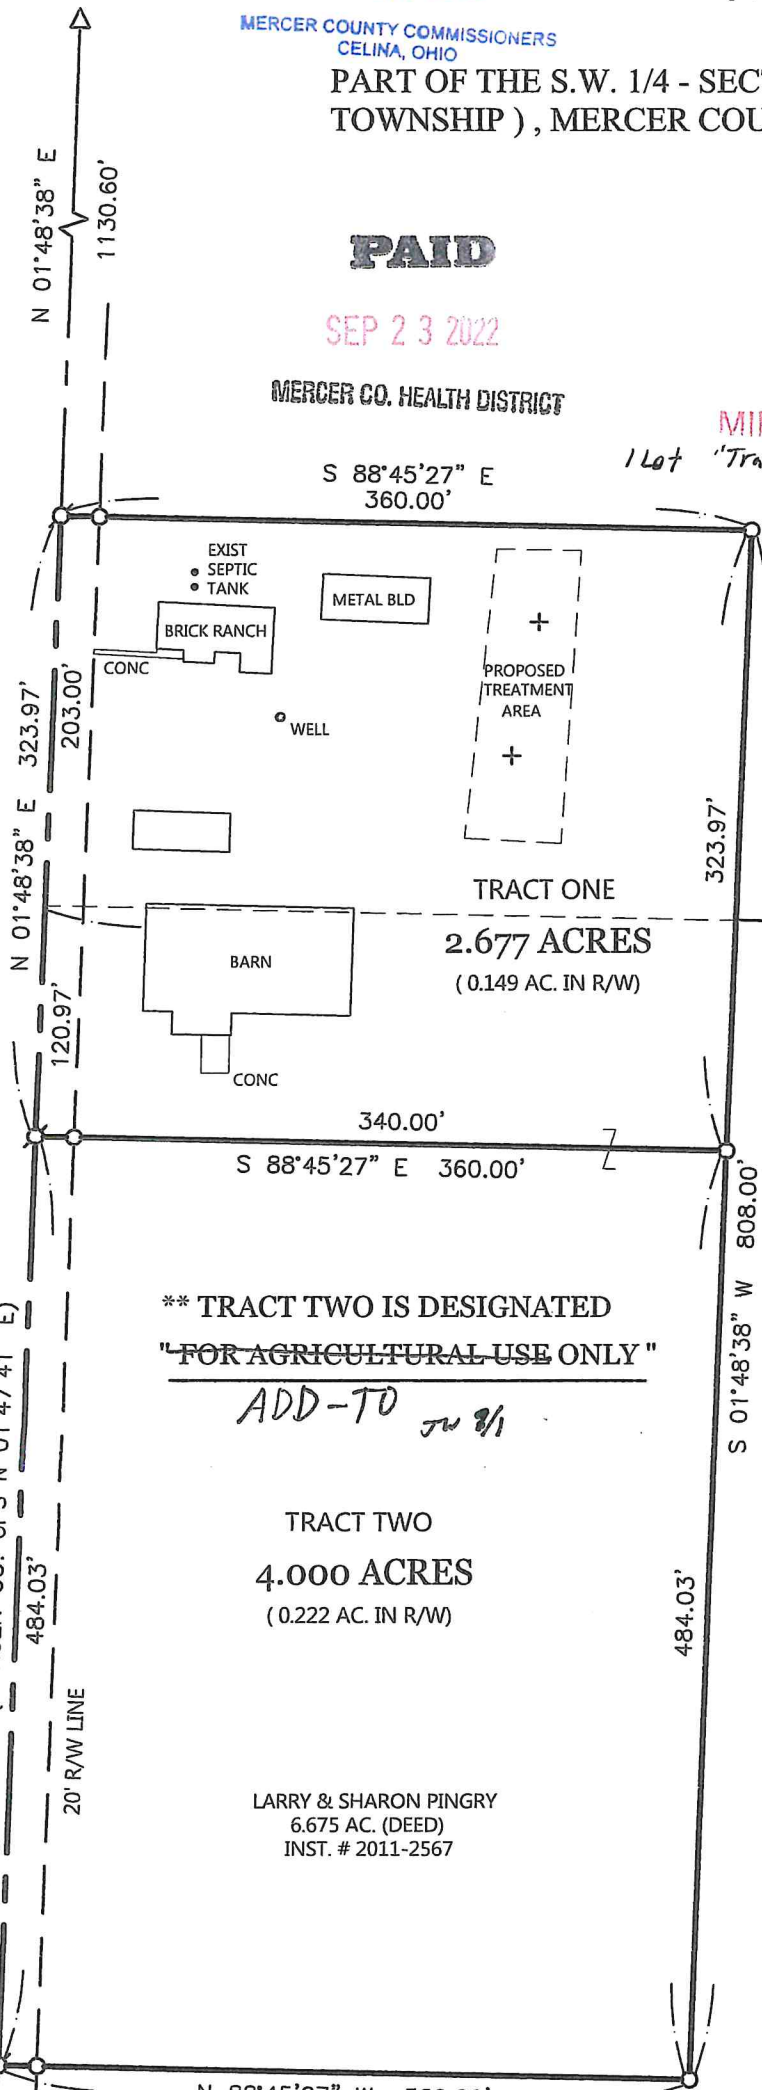 MERCER COUNTY COMMISSIONERS
CELINA, OHIO
PART OF THE S.W. 1/4 - SEC
TOWNSHIP ) , MERCER COU
N 01°48'38" E
1130.60'
PAID
SEP 2 3 2022
MERCER CO. HEALTH DISTRICT
1 Lot
S 88°45'27" E
360.00'
EXIST
SEPTIC
TANK
METAL BLD
BRICK RANCH
CONC
PROPOSED
TREATMENT
AREA
WELL
N 01°48'38" E 323.97'
203.00'
323.97'
TRACT ONE
2.677 ACRES
( 0.149 AC. IN R/W)
BARN
120.97'
CONC
340.00'
S 88°45'27" E 360.00'
S 01°48'38" W 808.00'
** TRACT TWO IS DESIGNATED
"FOR AGRICULTURAL USE ONLY "
ADD-TO JW 8/1
TRACT TWO
4.000 ACRES
( 0.222 AC. IN R/W)
484.03'
484.03'
20' R/W LINE
LARRY & SHARON PINGRY
6.675 AC. (DEED)
INST. # 2011-2567